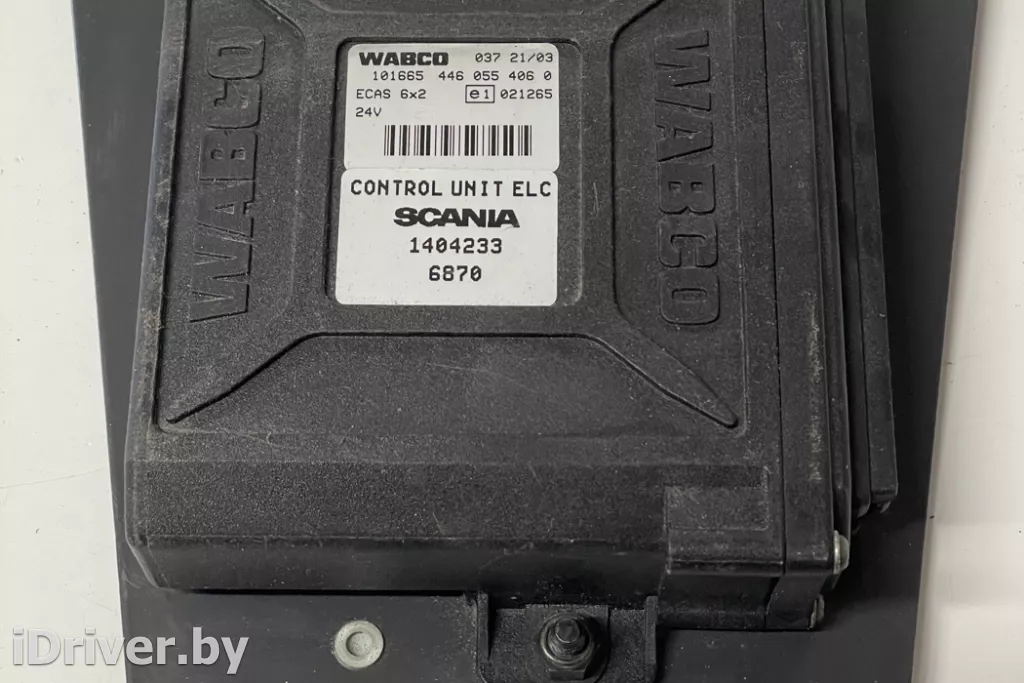 WABCO 037 21/03
101665 446 055 406 0
ECAS 6x2 e1 021265
24V
CONTROL UNIT ELC
SCANIA
1404233
6870
WABCO
WABCO
iDriver.by